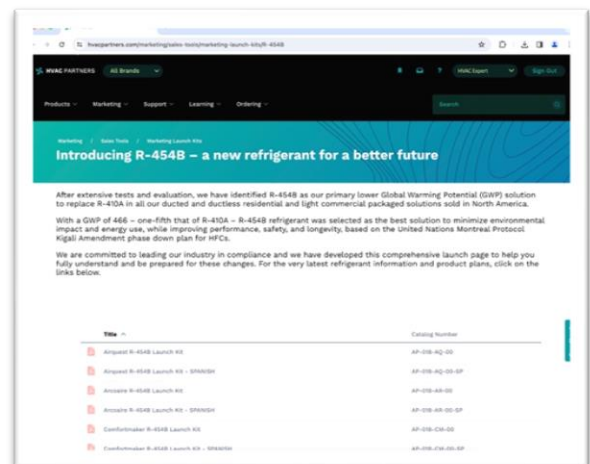 hvacpartners.com/marketing/sales-tools/marketing-launch-kits/R-454B
HVAC PARTNERS All Brands ? HVAC Expert Sign Out
Products Marketing Support Learning Ordering Search
Marketing / Sales Tools / Marketing Launch Kits
Introducing R-454B – a new refrigerant for a better future
After extensive tests and evaluation, we have identified R-454B as our primary lower Global Warming Potential (GWP) solution
to replace R-410A in all our ducted and ductless residential and light commercial packaged solutions sold in North America.
With a GWP of 466 – one-fifth that of R-410A – R-454B refrigerant was selected as the best solution to minimize environmental
impact and energy use, while improving performance, safety, and longevity, based on the United Nations Montreal Protocol
Kigali Amendment phase down plan for HFCs.
We are committed to leading our industry in compliance and we have developed this comprehensive launch page to help you
fully understand and be prepared for these changes. For the very latest refrigerant information and product plans, click on the
links below.
Title Catalog Number
Airquest R-454B Launch Kit AP-01B-AQ-00
Airquest R-454B Launch Kit - SPANISH AP-01B-AQ-00-SP
Arcoaire R-454B Launch Kit AP-01B-AR-00
Arcoaire R-454B Launch Kit - SPANISH AP-01B-AR-00-SP
Comfortmaker R-454B Launch Kit AP-01B-CM-00
Comfortmaker R-454B Launch Kit - SPANISH AP-01B-CM-00-SP